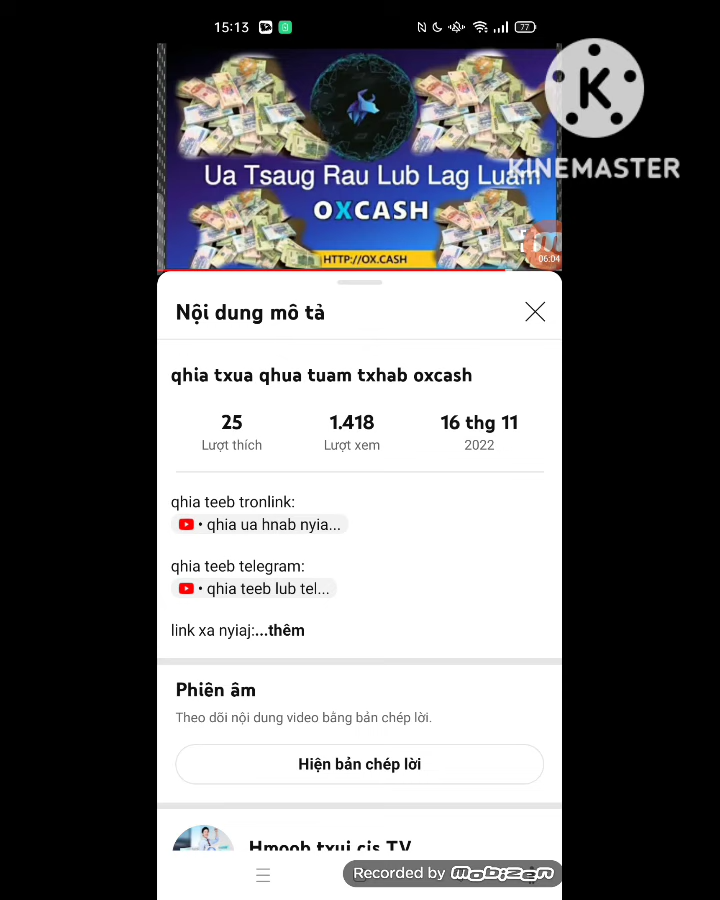 15:13
77
K
KINEMASTER
Ua Tsaug Rau Lub Lag Luam
OXCASH
HTTP://OX.CASH
06:04
Nội dung mô tả
qhia txua qhua tuam txhab oxcash
25 1.418 16 thg 11
Lượt thích Lượt xem 2022
qhia teeb tronlink:
• qhia ua hnab nyia...
qhia teeb telegram:
• qhia teeb lub tel...
link xa nyiaj:...thêm
Phiên âm
Theo dõi nội dung video bằng bản chép lời.
Hiện bản chép lời
Hmoob txuj cis TV
Recorded by mobizen